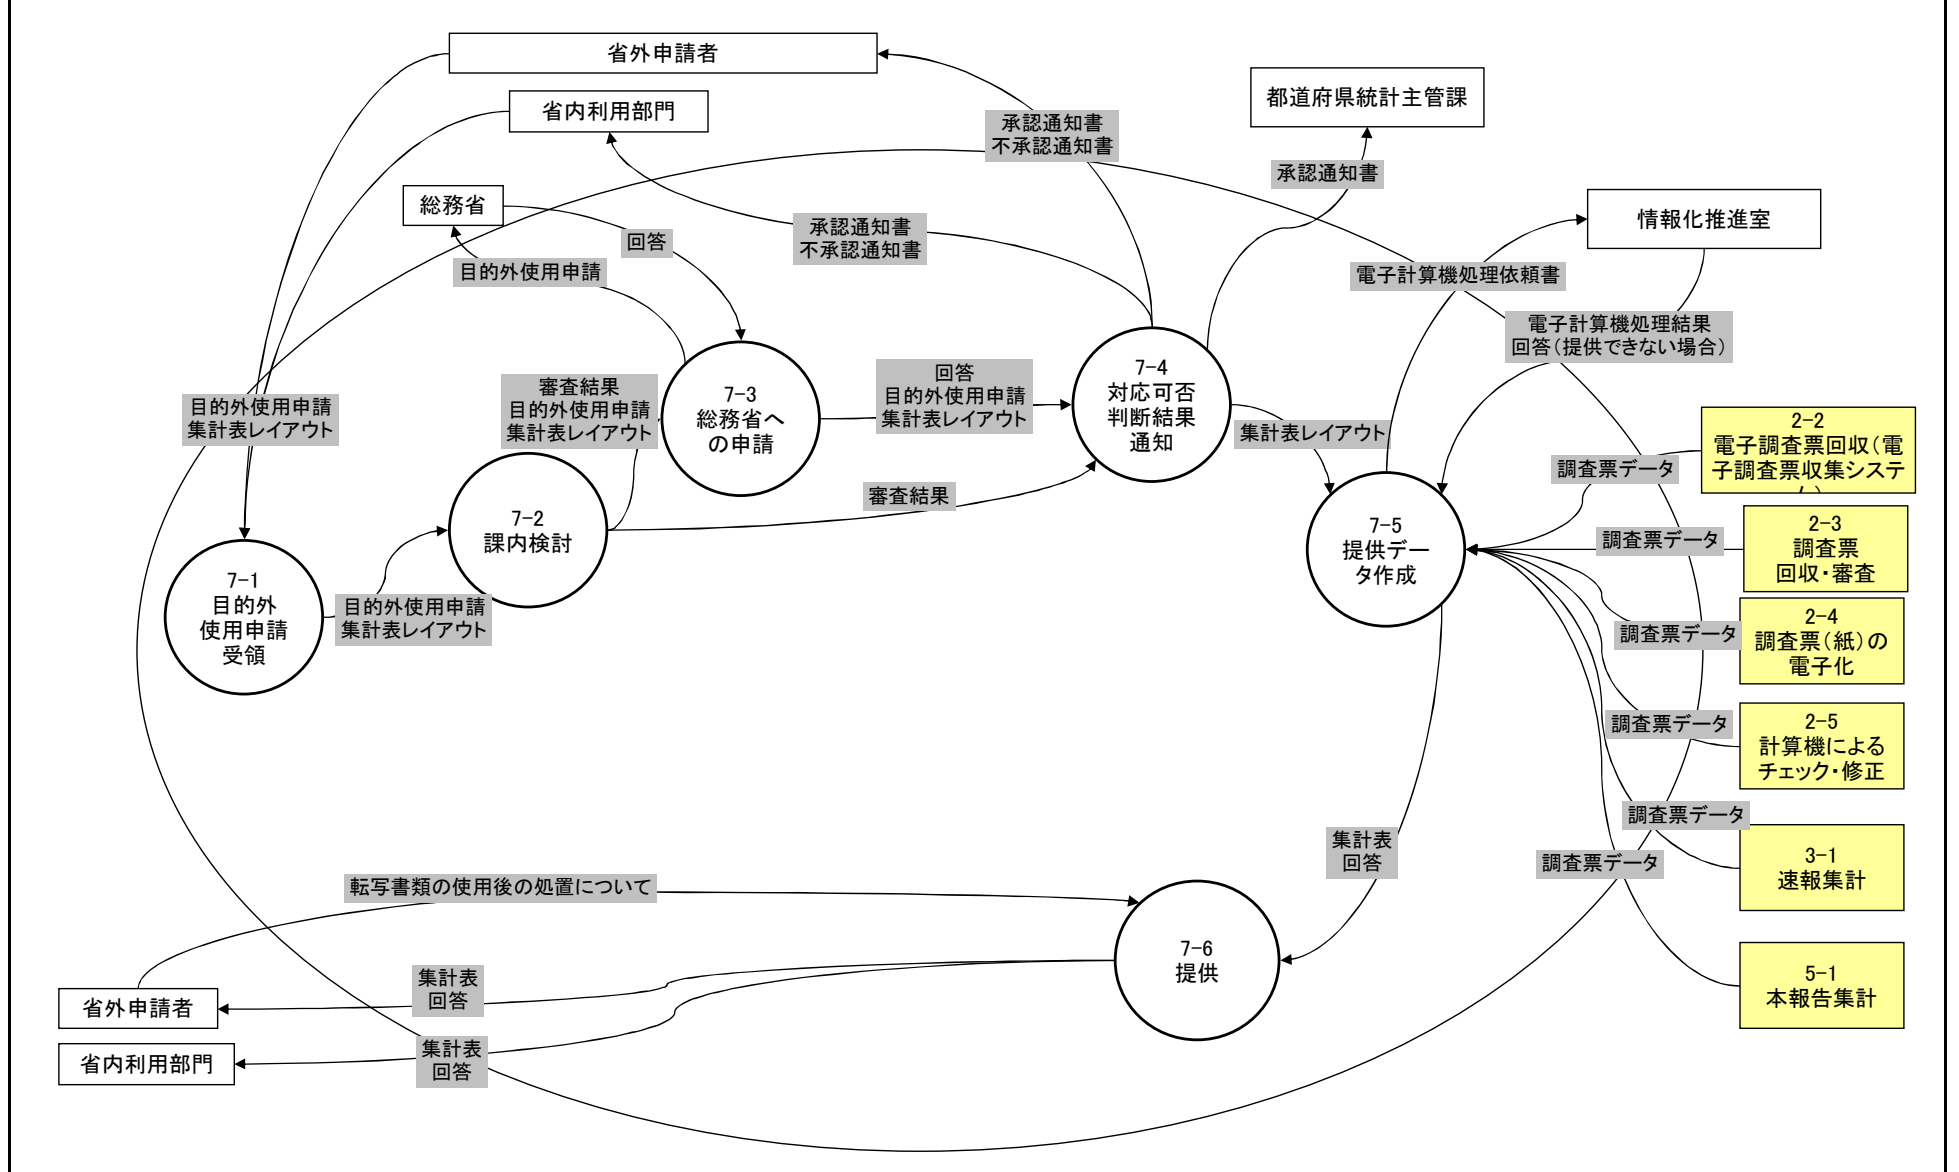 省外申請者
省内利用部門
総務省
都道府県統計主管課
情報化推進室
承認通知書
不承認通知書
承認通知書
承認通知書
不承認通知書
回答
目的外使用申請
電子計算機処理依頼書
電子計算機処理結果
回答(提供できない場合)
目的外使用申請
集計表レイアウト
審査結果
目的外使用申請
集計表レイアウト
7-3
総務省へ
の申請
回答
目的外使用申請
集計表レイアウト
7-4
対応可否
判断結果
通知
集計表レイアウト
審査結果
7-1
目的外
使用申請
受領
目的外使用申請
集計表レイアウト
7-2
課内検討
7-5
提供デー
タ作成
調査票データ
2-2
電子調査票回収(電
子調査票収集システ
調査票データ
2-3
調査票
回収・審査
調査票データ
2-4
調査票(紙)の
電子化
調査票データ
2-5
計算機による
チェック・修正
調査票データ
3-1
速報集計
調査票データ
5-1
本報告集計
集計表
回答
転写書類の使用後の処置について
7-6
提供
集計表
回答
省外申請者
集計表
回答
省内利用部門